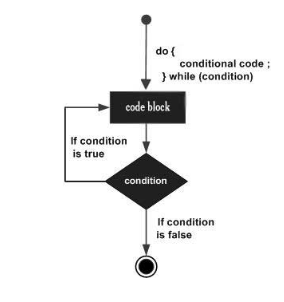 do {
conditional code ;
} while (condition)
code block
If condition
is true
condition
If condition
is false